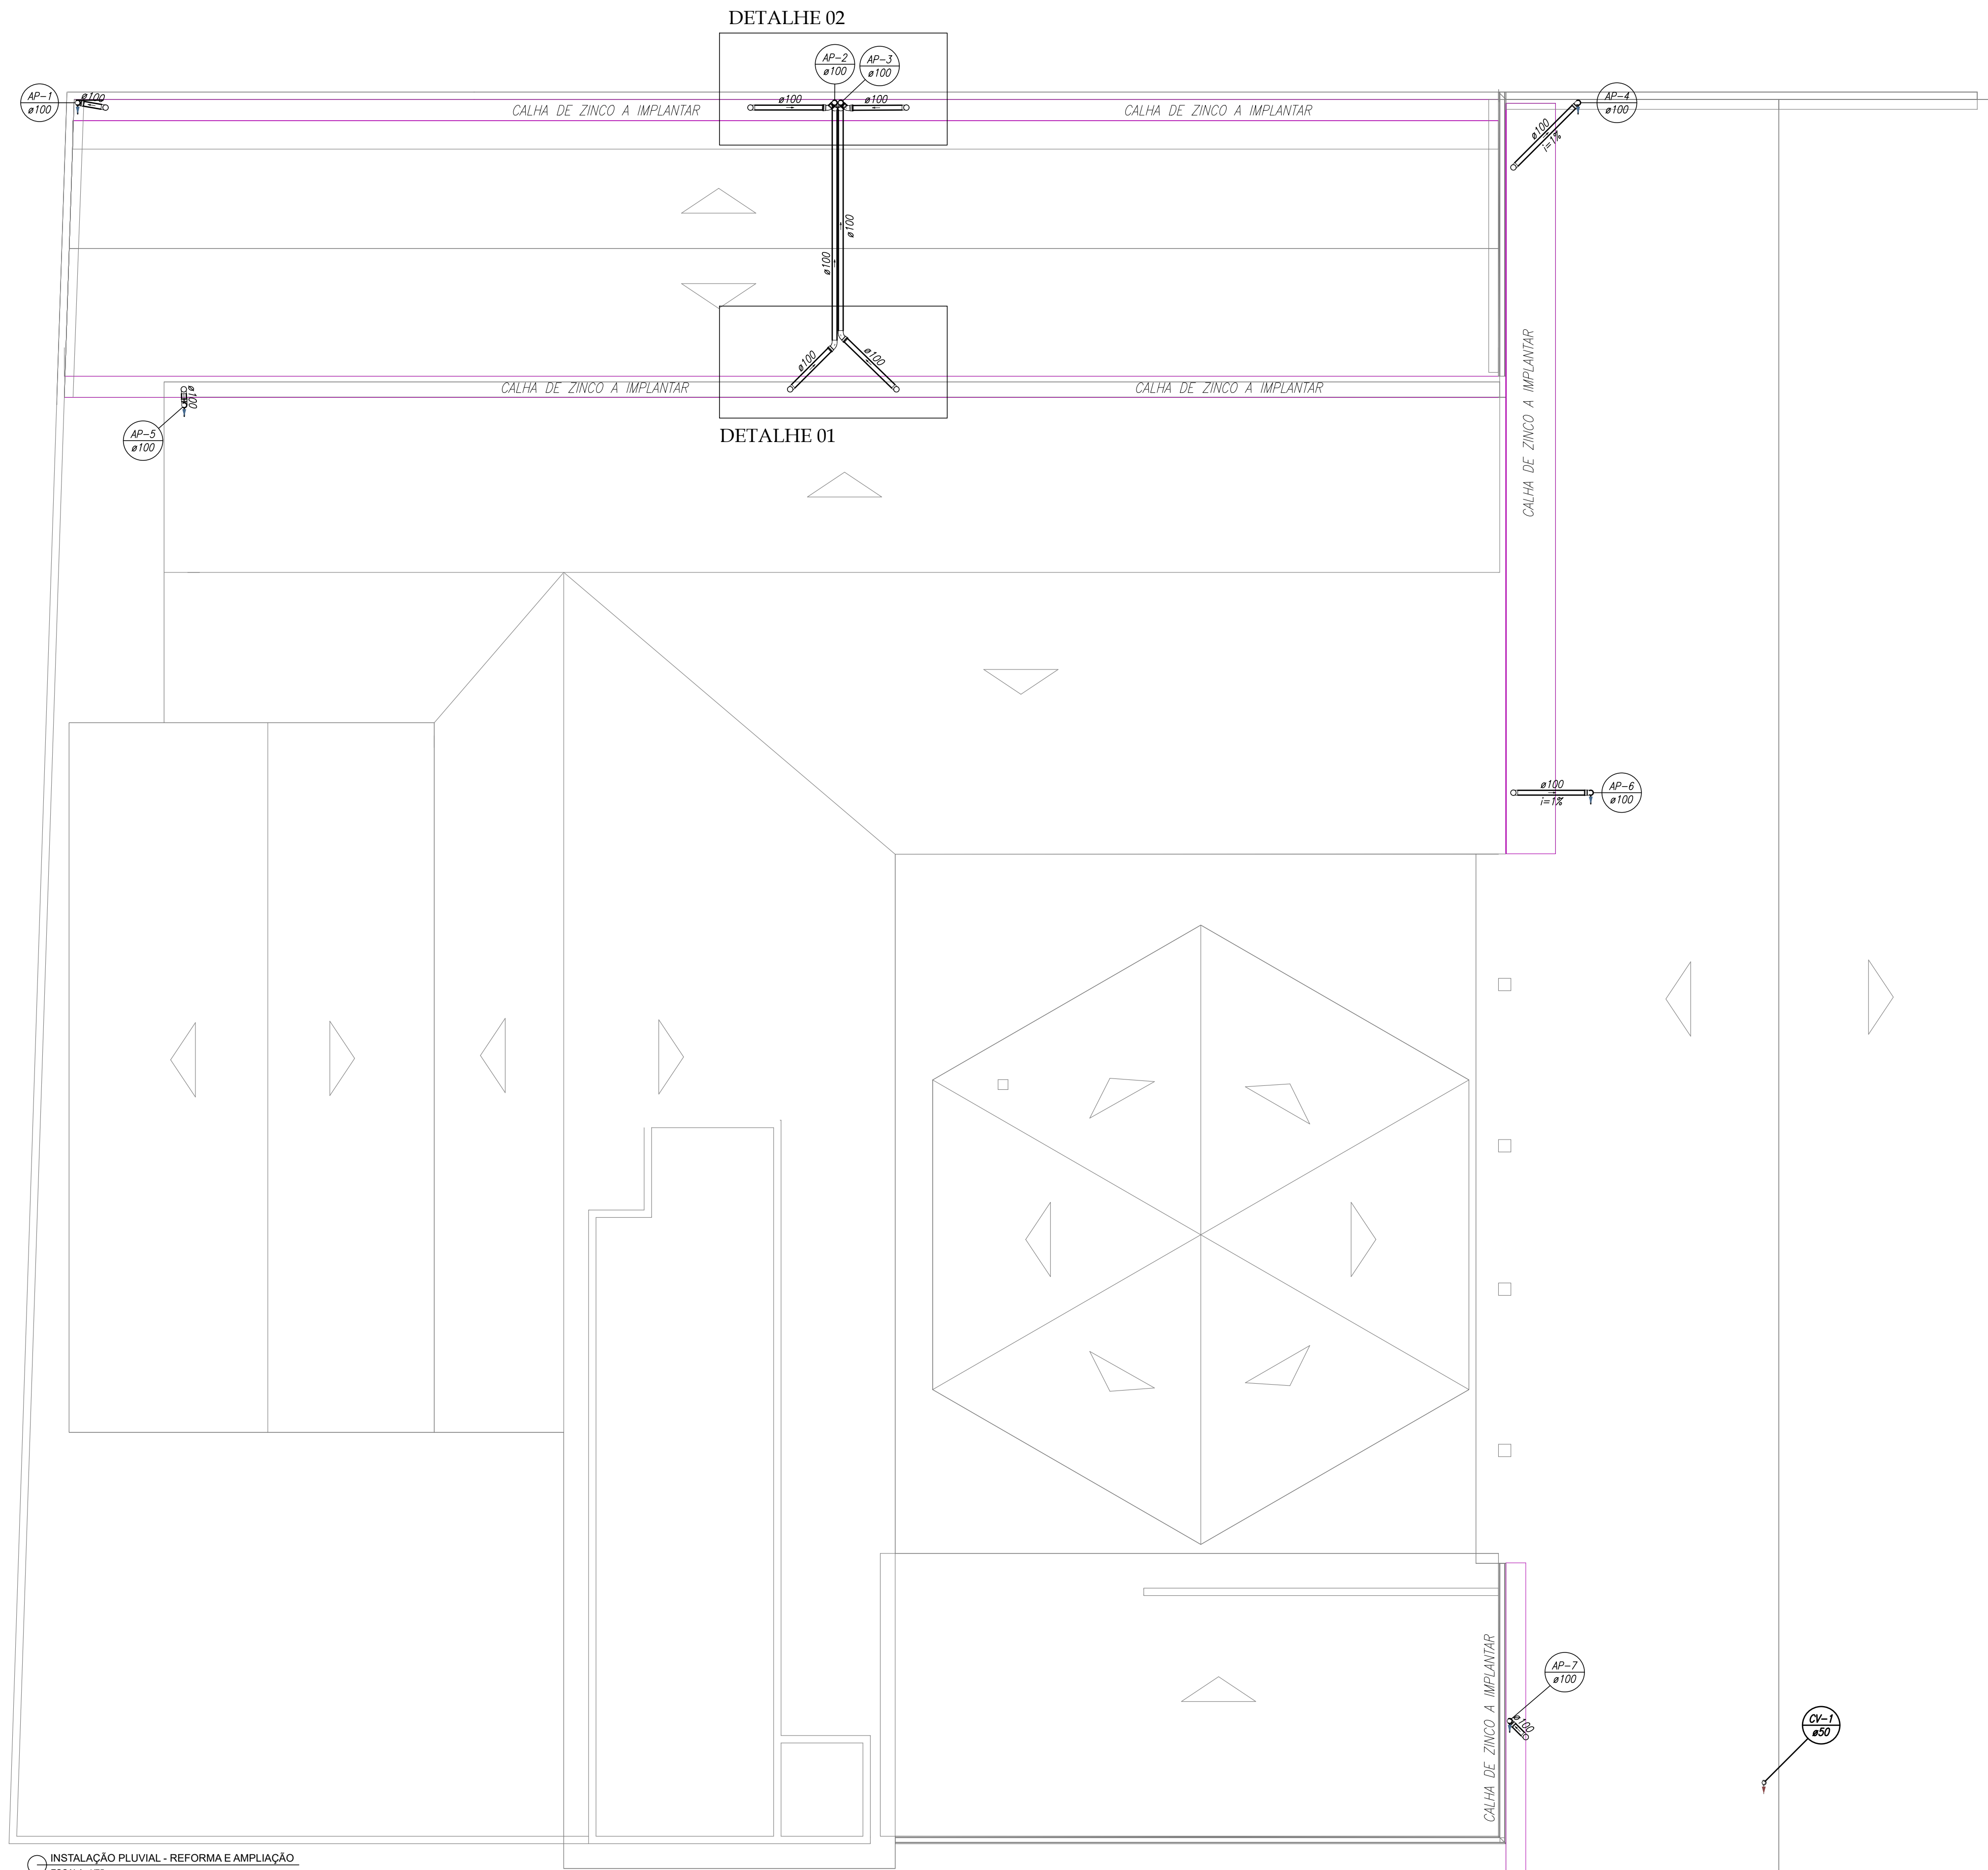 DETALHE 02
AP-2
ø100
AP-3
ø100
AP-1
ø100
ø100
ø100
ø100
CALHA DE ZINCO A IMPLANTAR
CALHA DE ZINCO A IMPLANTAR
AP-4
ø100
ø100
i=1%
ø100
ø100
ø100
ø100
CALHA DE ZINCO A IMPLANTAR
CALHA DE ZINCO A IMPLANTAR
CALHA DE ZINCO A IMPLANTAR
ø100
AP-5
ø100
DETALHE 01
ø100
i=1%
AP-6
ø100
CALHA DE ZINCO A IMPLANTAR
AP-7
ø100
ø100
CV-1
ø50
INSTALAÇÃO PLUVIAL - REFORMA E AMPLIAÇÃO